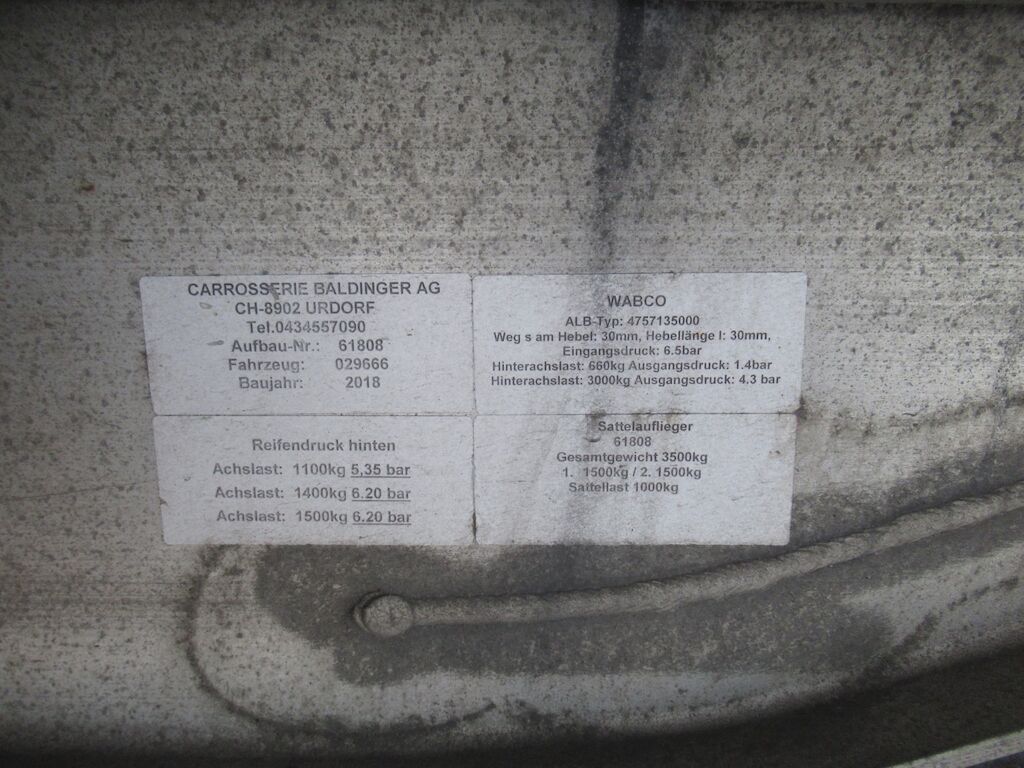 CARROSSERIE BALDINGER AG
CH-8902 URDORF
Tel.0434557090
Aufbau-Nr.: 61808
Fahrzeug: 029666
Baujahr: 2018
WABCO
ALB-Typ: 4757135000
Weg s am Hebel: 30mm, Hebellänge l: 30mm,
Eingangsdruck: 6.5bar
Hinterachslast: 660kg Ausgangsdruck: 1.4bar
Hinterachslast: 3000kg Ausgangsdruck: 4.3 bar
Reifendruck hinten
Achslast: 1100kg 5,35 bar
Achslast: 1400kg 6.20 bar
Achslast: 1500kg 6.20 bar
Sattelauflieger
61808
Gesamtgewicht 3500kg
1. 1500kg / 2. 1500kg
Sattellast 1000kg